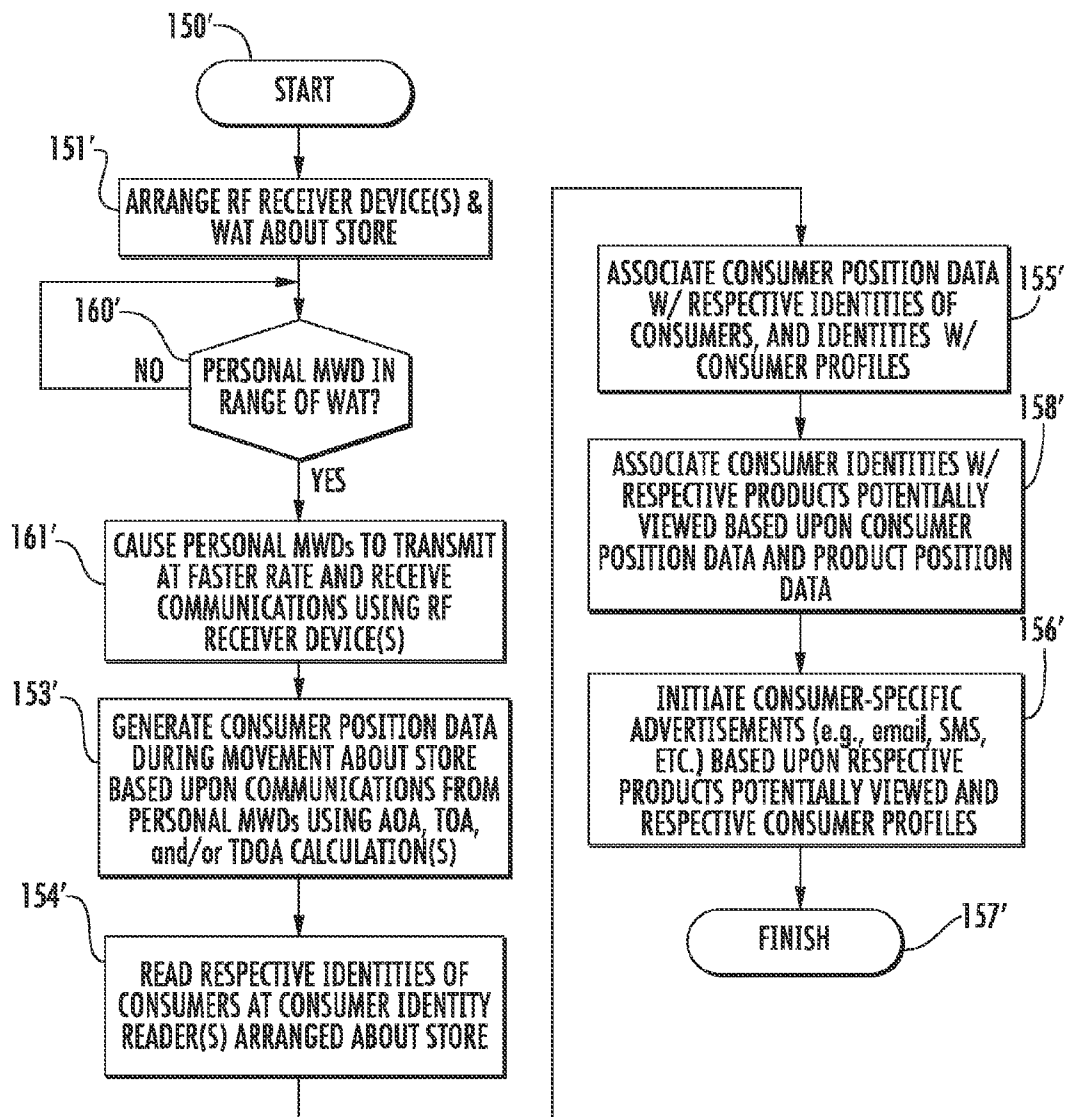 150′
START
151′
ARRANGE RF RECEIVER DEVICE(S) &
WAT ABOUT STORE
160′
NO
PERSONAL MWD IN
RANGE OF WAT?
YES
161′
CAUSE PERSONAL MWDs TO TRANSMIT
AT FASTER RATE AND RECEIVE
COMMUNICATIONS USING RF
RECEIVER DEVICE(S)
153′
GENERATE CONSUMER POSITION DATA
DURING MOVEMENT ABOUT STORE
BASED UPON COMMUNICATIONS FROM
PERSONAL MWDs USING AOA, TOA,
and/or TDOA CALCULATION(S)
154′
READ RESPECTIVE IDENTITIES OF
CONSUMERS AT CONSUMER IDENTITY
READER(S) ARRANGED ABOUT STORE
155′
ASSOCIATE CONSUMER POSITION DATA
W/ RESPECTIVE IDENTITIES OF
CONSUMERS, AND IDENTITIES W/
CONSUMER PROFILES
158′
ASSOCIATE CONSUMER IDENTITIES W/
RESPECTIVE PRODUCTS POTENTIALLY
VIEWED BASED UPON CONSUMER
POSITION DATA AND PRODUCT POSITION
DATA
156′
INITIATE CONSUMER-SPECIFIC
ADVERTISEMENTS (e.g., email, SMS,
ETC.) BASED UPON RESPECTIVE
PRODUCTS POTENTIALLY VIEWED AND
RESPECTIVE CONSUMER PROFILES
FINISH
157′